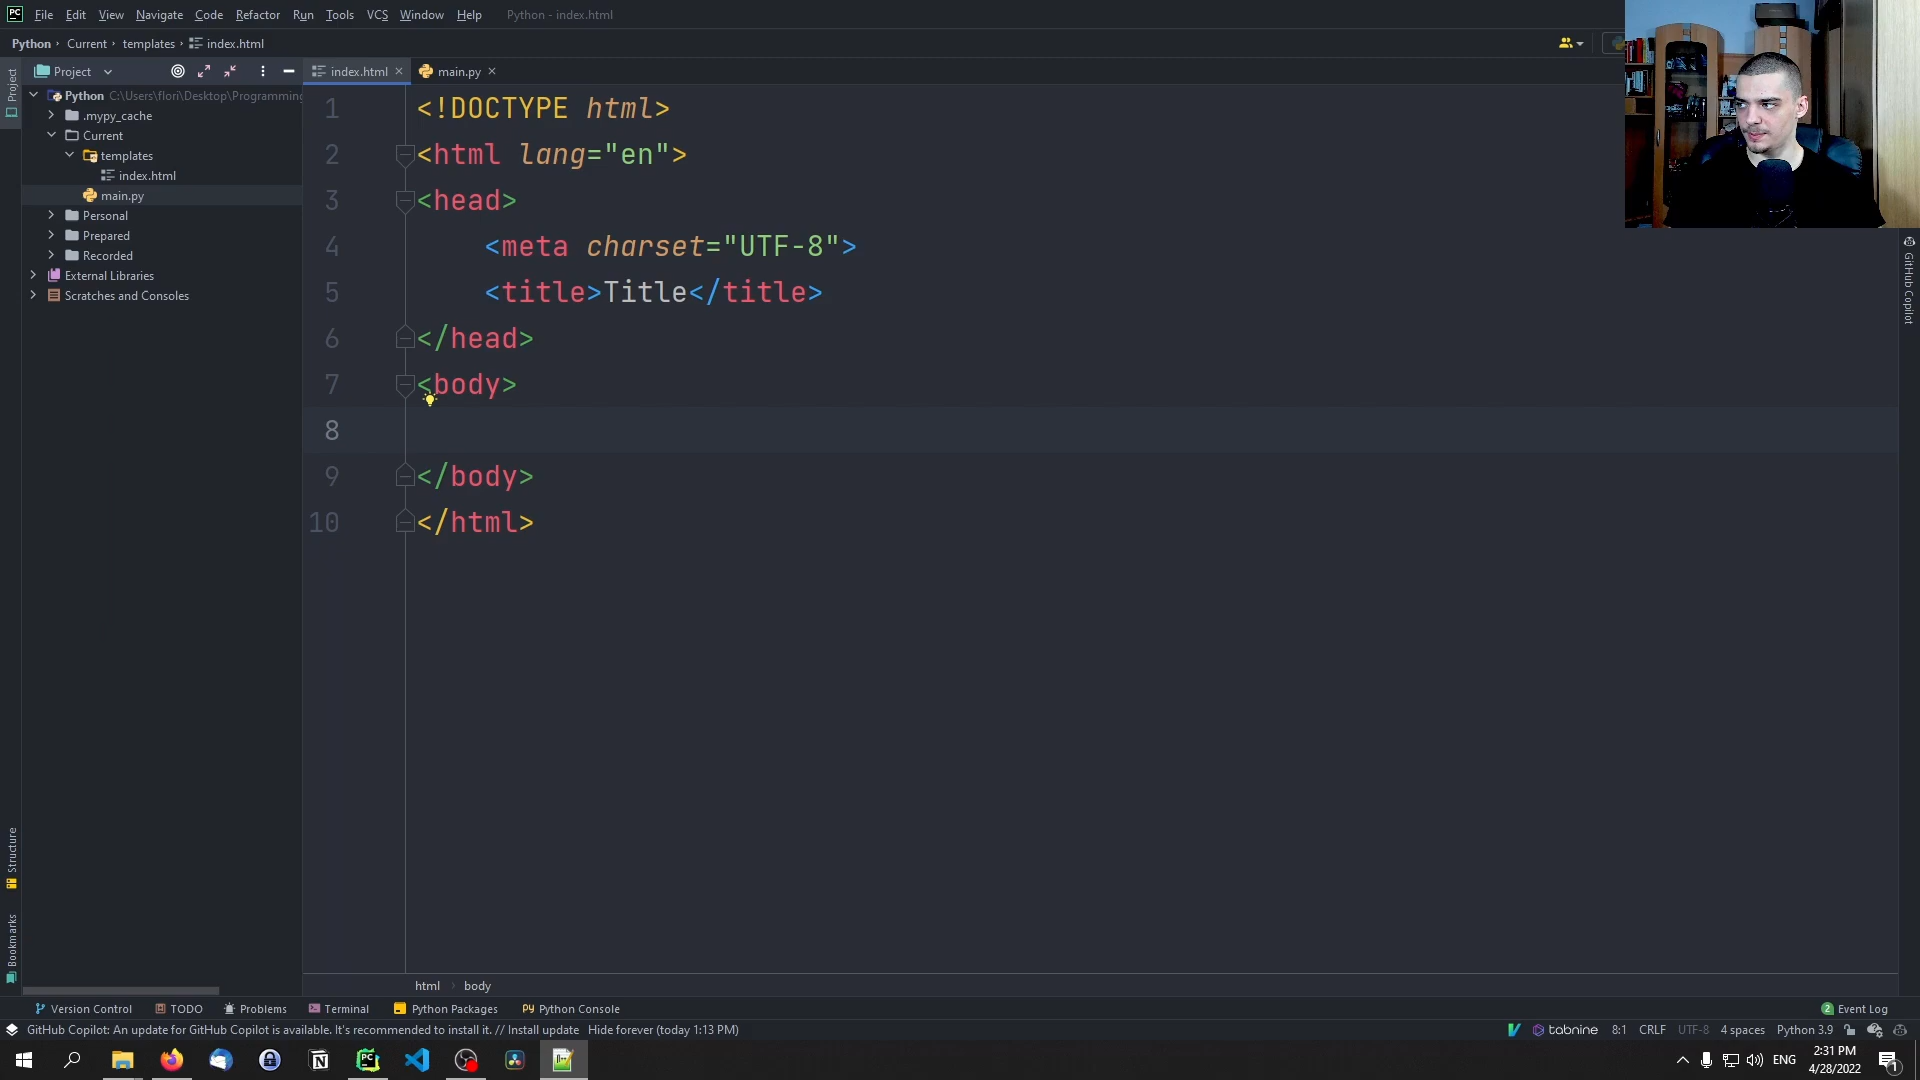 PC File Edit View Navigate Code Refactor Run Tools VCS Window Help Python - index.html
Python › Current › templates › index.html
Project
Project
index.html
main.py
Python C:\Users\flori\Desktop\Programming
.mypy_cache
Current
templates
index.html
main.py
Personal
Prepared
Recorded
External Libraries
Scratches and Consoles
1 <!DOCTYPE html>
2 <html lang="en">
3 <head>
4 <meta charset="UTF-8">
5 <title>Title</title>
6 </head>
7 <body>
8
9 </body>
10 </html>
GitHub Copilot
Structure
Bookmarks
html › body
Version Control TODO Problems Terminal Python Packages Python Console 2 Event Log
GitHub Copilot: An update for GitHub Copilot is available. It's recommended to install it. // Install update Hide forever (today 1:13 PM) tabnine 8:1 CRLF UTF-8 4 spaces Python 3.9
ENG 2:31 PM
4/28/2022
1